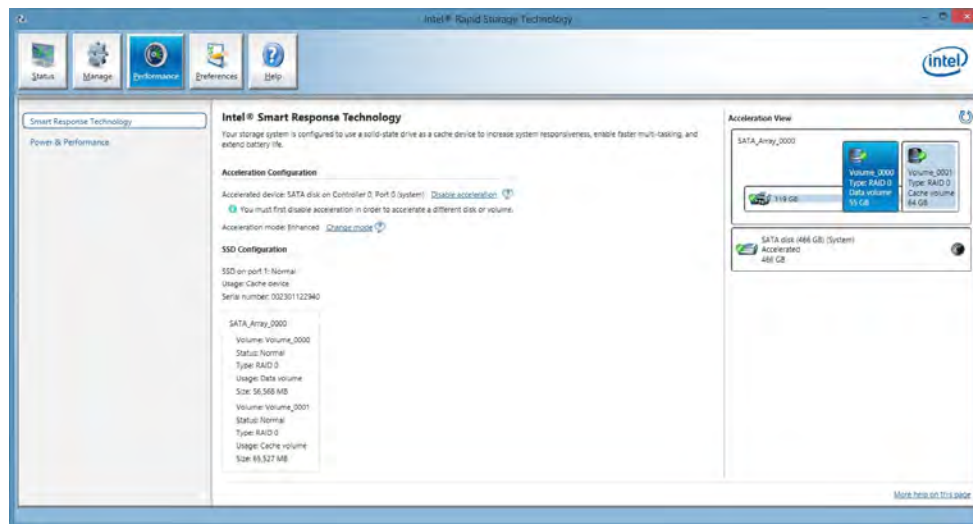 Intel® Rapid Storage Technology
Status
Manage
Performance
Preferences
Help
intel
Smart Response Technology
Power & Performance
Intel® Smart Response Technology
Your storage system is configured to use a solid-state drive as a cache device to increase system responsiveness, enable faster multi-tasking, and
extend battery life.
Acceleration Configuration
Accelerated device: SATA disk on Controller 0, Port 0 (system) Disable acceleration ?
You must first disable acceleration in order to accelerate a different disk or volume.
Acceleration mode: Enhanced Change mode ?
SSD Configuration
SSD on port 1: Normal
Usage: Cache device
Serial number: 002301122940
SATA_Array_0000
Volume: Volume_0000
Status: Normal
Type: RAID 0
Usage: Data volume
Size: 56,568 MB
Volume: Volume_0001
Status: Normal
Type: RAID 0
Usage: Cache volume
Size: 65,527 MB
Acceleration View
SATA_Array_0000
119 GB
Volume_0000
Type: RAID 0
Data volume
55 GB
Volume_0001
Type: RAID 0
Cache volume
64 GB
SATA disk (466 GB) (System)
Accelerated
466 GB
More help on this page